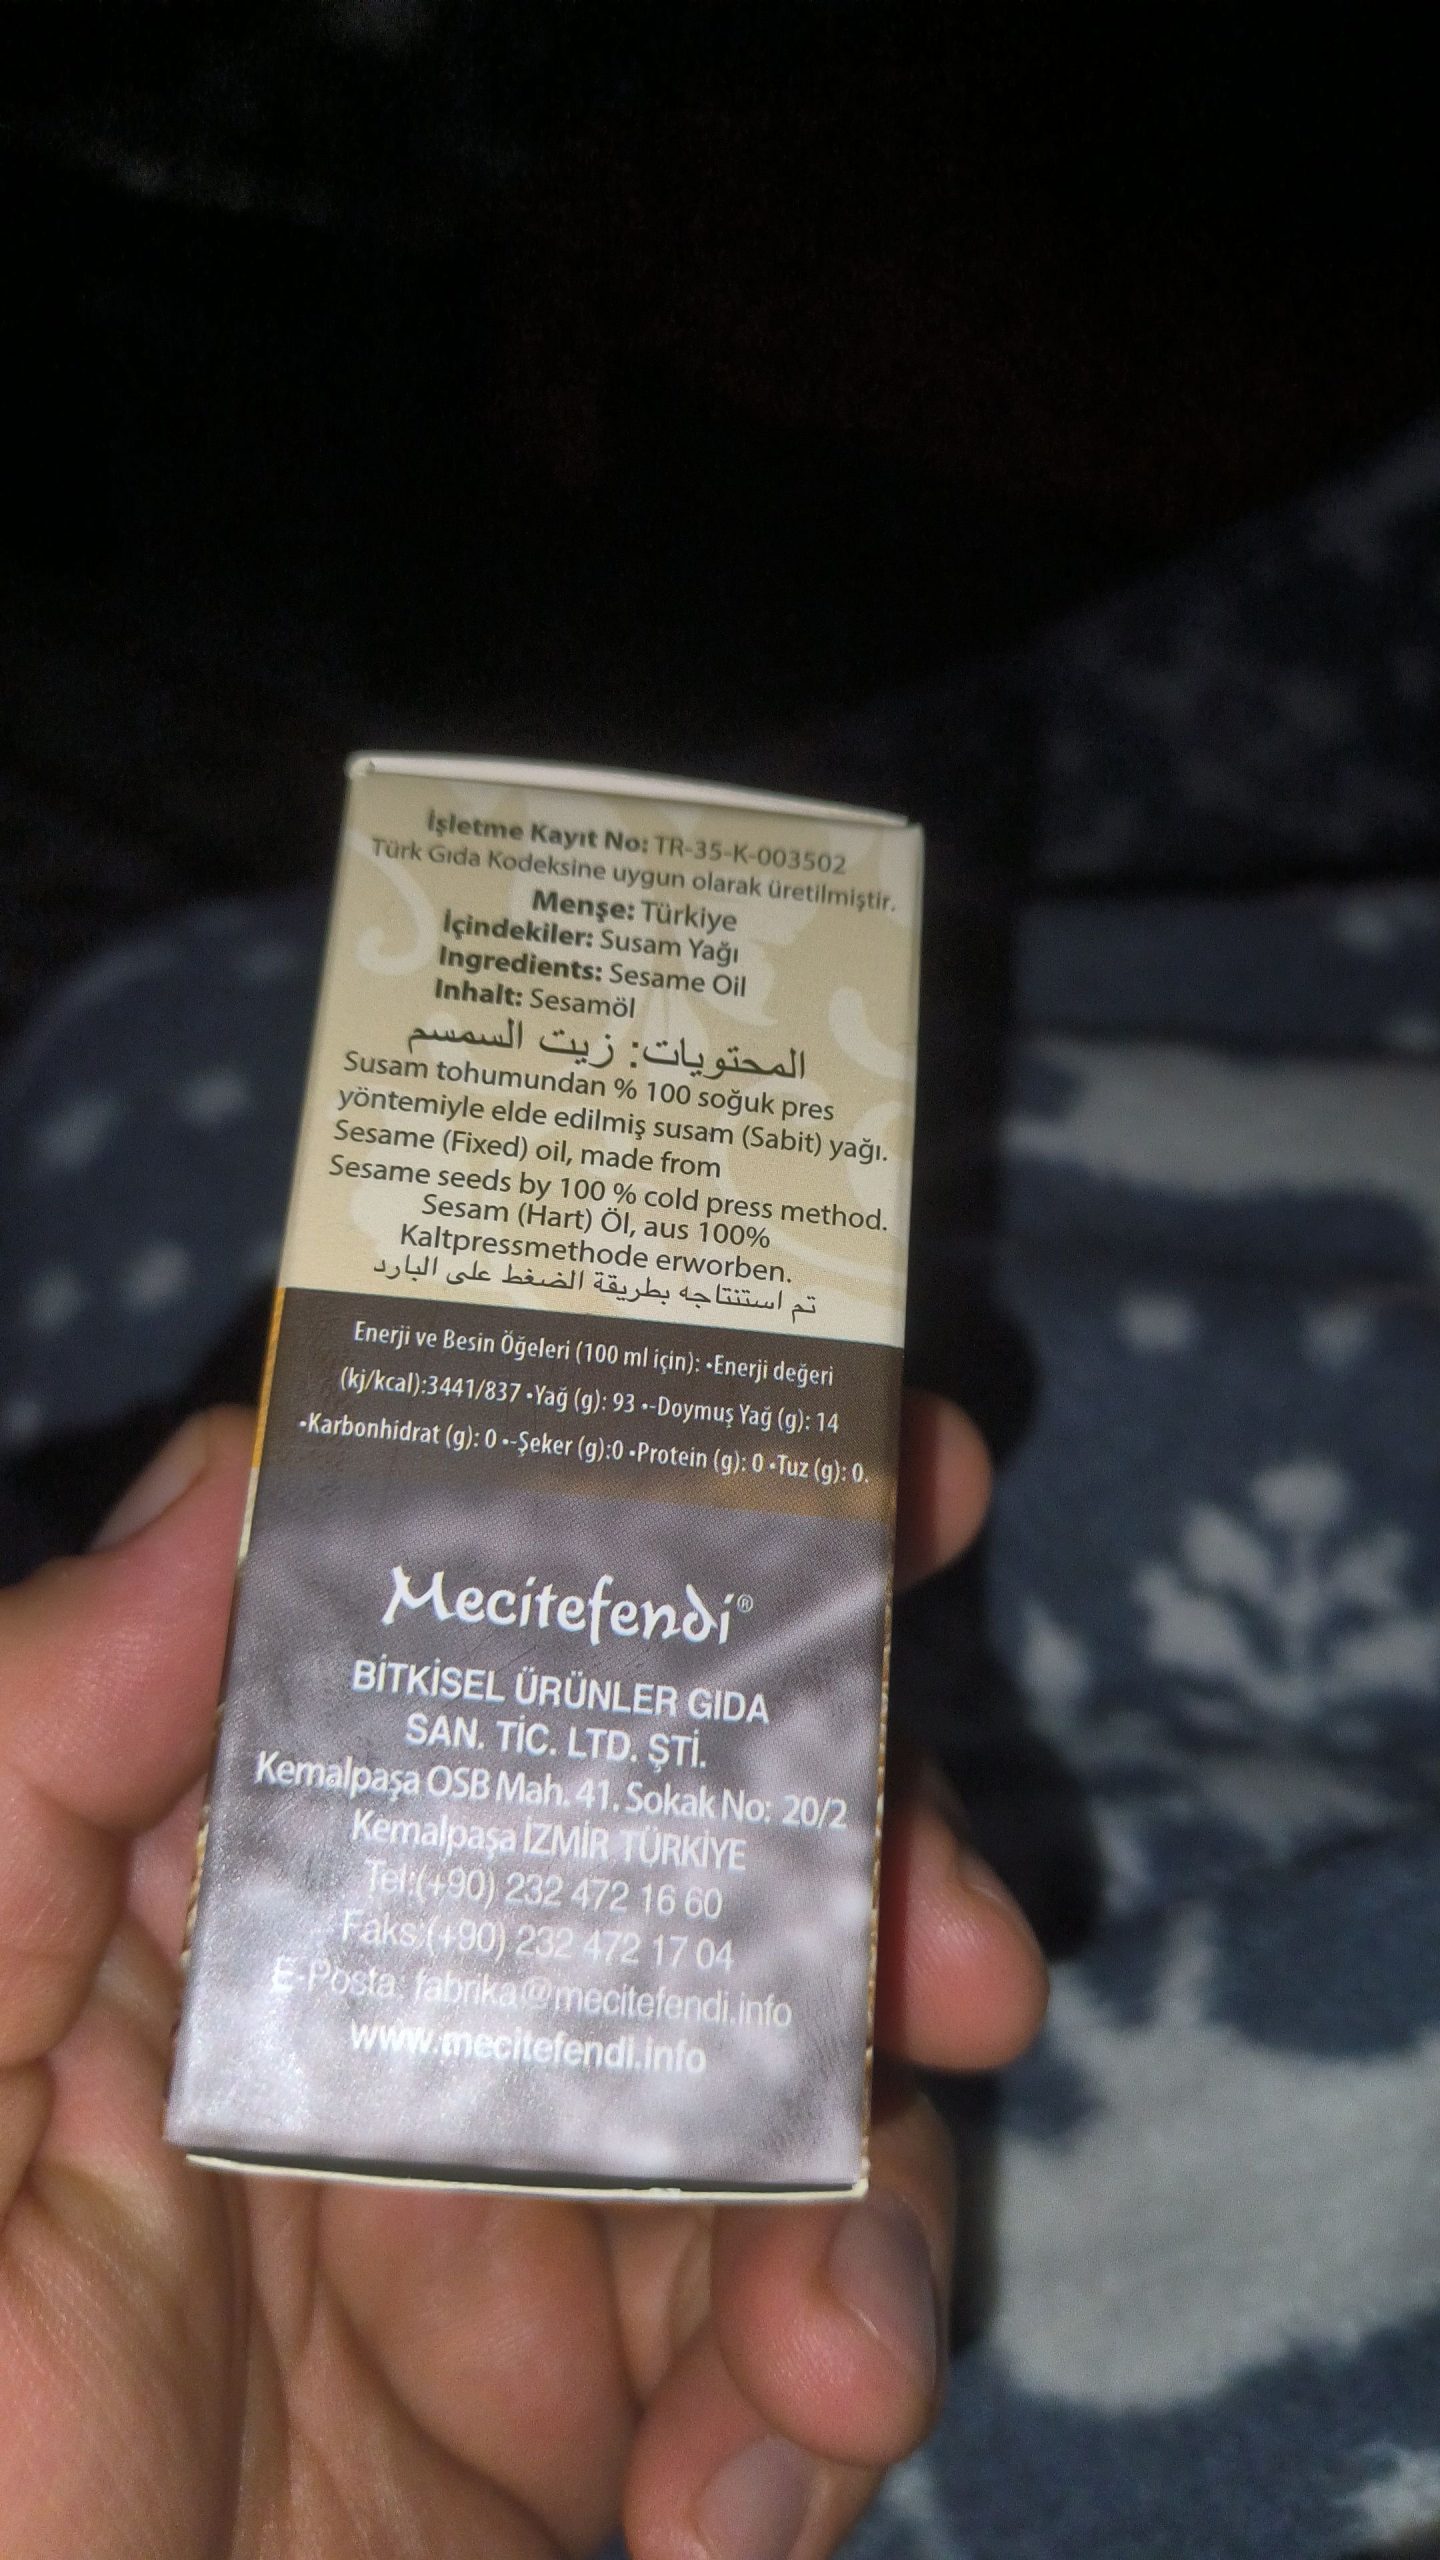 İşletme Kayıt No: TR-35-K-003502
Türk Gıda Kodeksine uygun olarak üretilmiştir.
Menşe: Türkiye
İçindekiler: Susam Yağı
Ingredients: Sesame Oil
Inhalt: Sesamöl
المحتويات: زيت السمسم
Susam tohumundan % 100 soğuk pres
yöntemiyle elde edilmiş susam (Sabit) yağı.
Sesame (Fixed) oil, made from
Sesame seeds by 100 % cold press method.
Sesam (Hart) Öl, aus 100%
Kaltpressmethode erworben.
تم استنتاجه بطريقة الضغط على البارد
Enerji ve Besin Öğeleri (100 ml için): •Enerji değeri
(kj/kcal):3441/837 •Yağ (g): 93 •-Doymuş Yağ (g): 14
•Karbonhidrat (g): 0 •-Şeker (g):0 •Protein (g): 0 •Tuz (g): 0.
Mecitefendi®
BİTKİSEL ÜRÜNLER GIDA
SAN. TİC. LTD. ŞTİ.
Kemalpaşa OSB Mah. 41. Sokak No: 20/2
Kemalpaşa İZMİR TÜRKİYE
Tel:(+90) 232 472 16 60
Faks:(+90) 232 472 17 04
E-Posta: fabrika@mecitefendi.info
www.mecitefendi.info